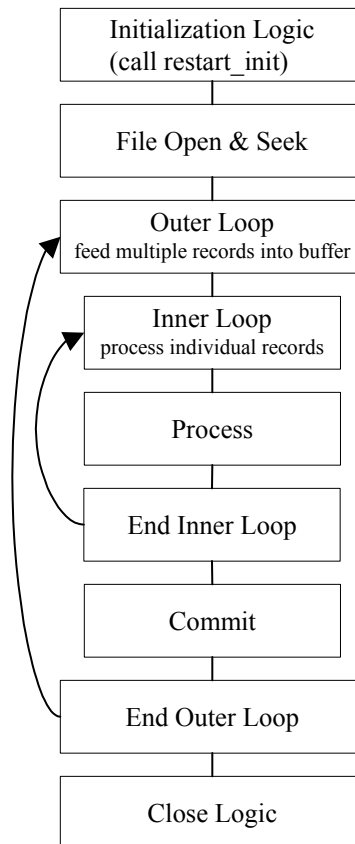 Initialization Logic
(call restart_init)
File Open & Seek
Outer Loop
feed multiple records into buffer
Inner Loop
process individual records
Process
End Inner Loop
Commit
End Outer Loop
Close Logic